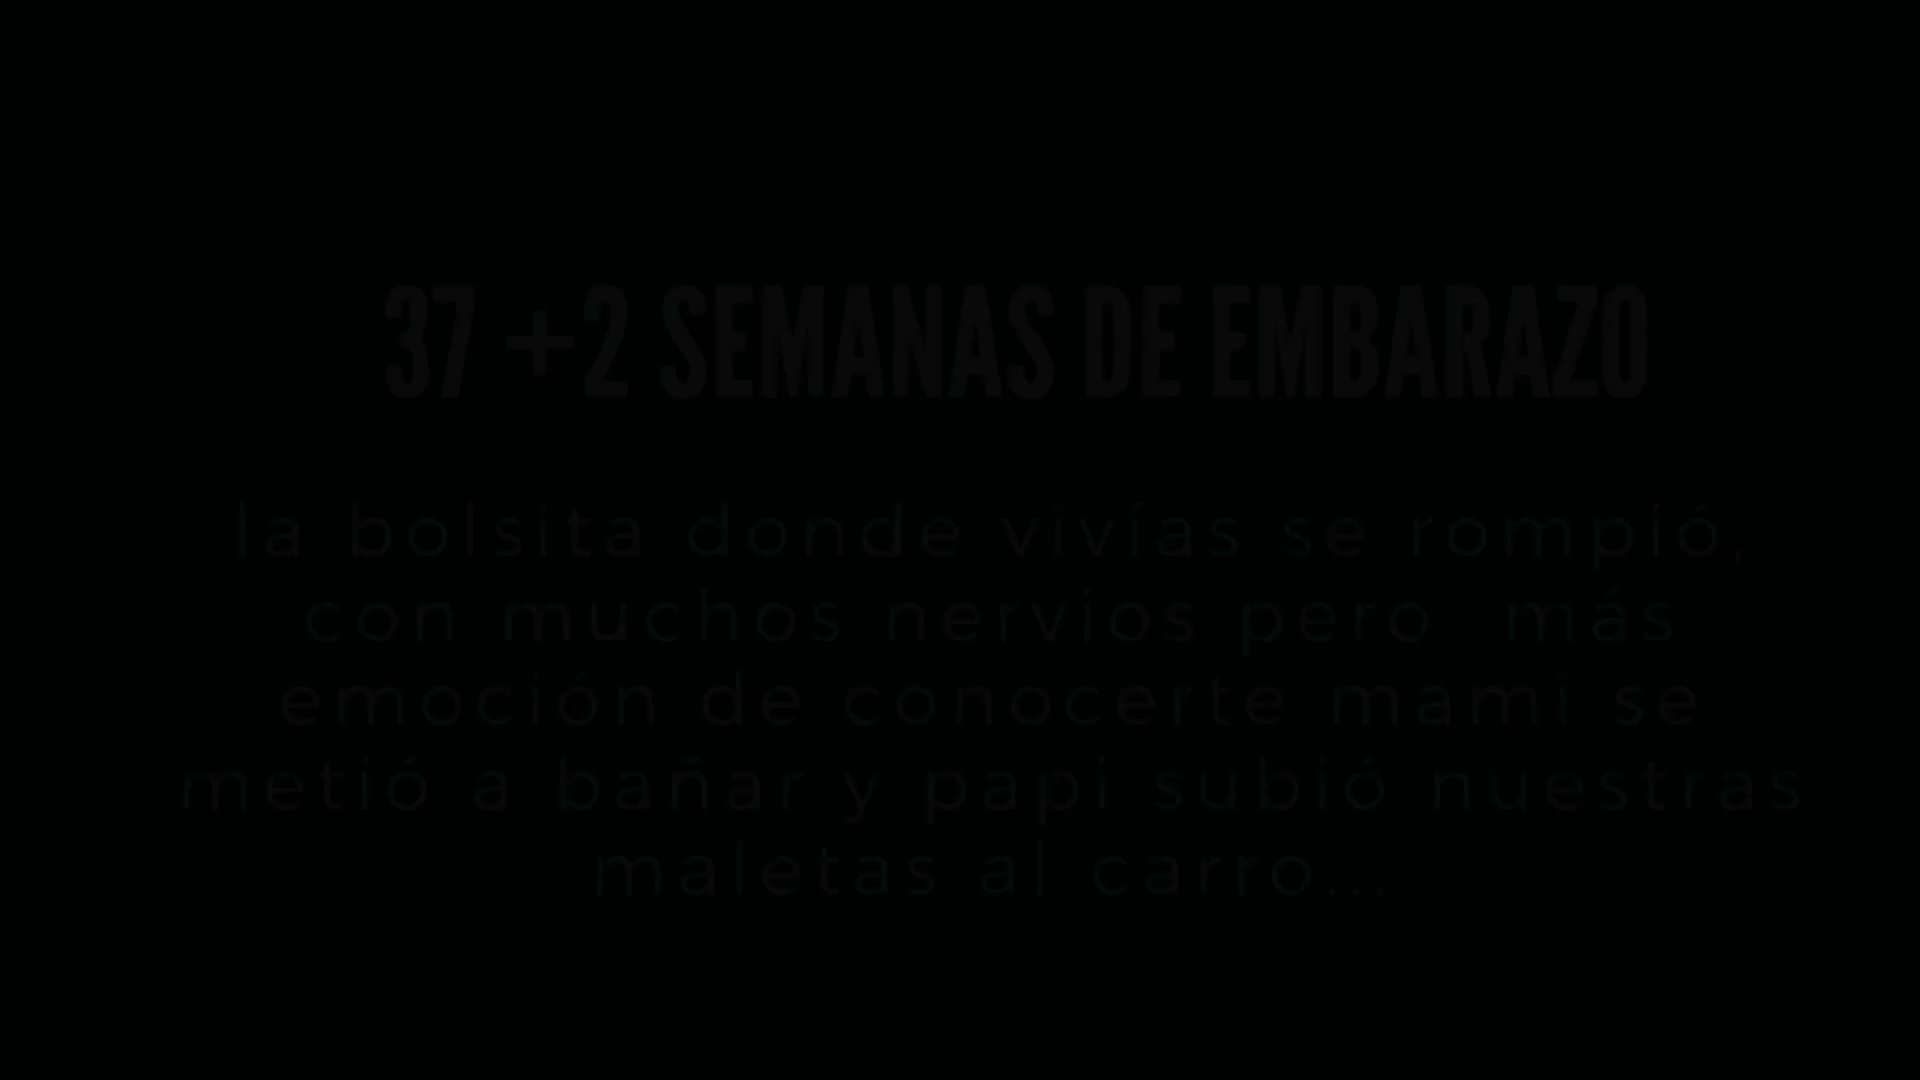 37 +2 SEMANAS DE EMBARAZO
la bolsita donde vivías se rompió,
con muchos nervios pero más
emoción de conocerte mami se
metió a bañar y papi subió nuestras
maletas al carro...